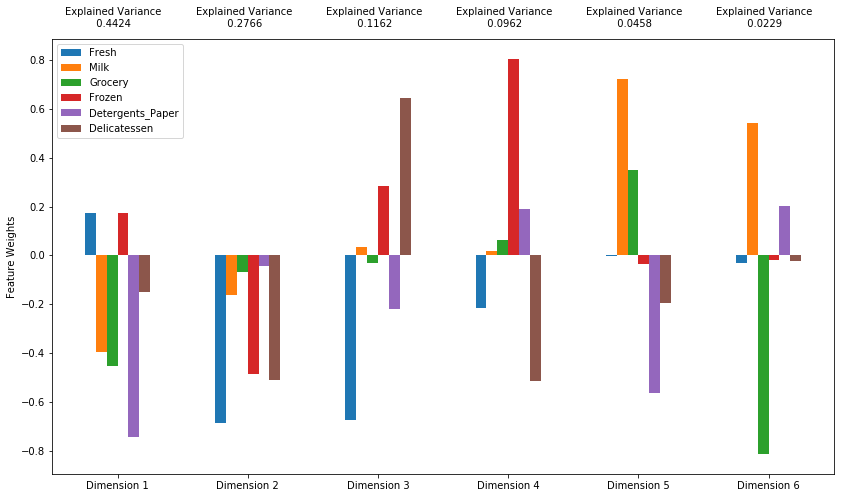 Explained Variance
0.4424
Explained Variance
0.2766
Explained Variance
0.1162
Explained Variance
0.0962
Explained Variance
0.0458
Explained Variance
0.0229
Fresh
Milk
Grocery
Frozen
Detergents_Paper
Delicatessen
Feature Weights
0.8
0.6
0.4
0.2
0.0
−0.2
−0.4
−0.6
−0.8
Dimension 1
Dimension 2
Dimension 3
Dimension 4
Dimension 5
Dimension 6